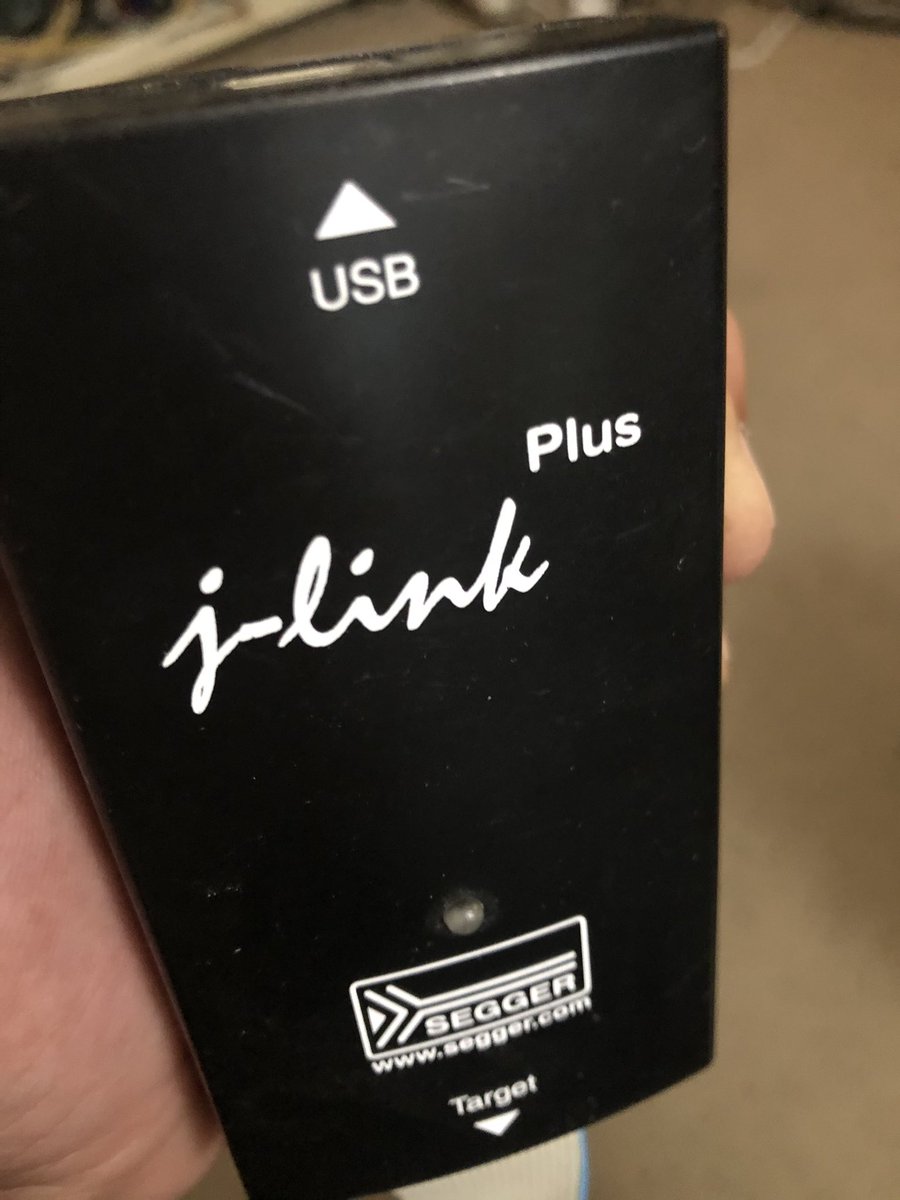 USB
Plus
j-link
SEGGER
www.segger.com
Target